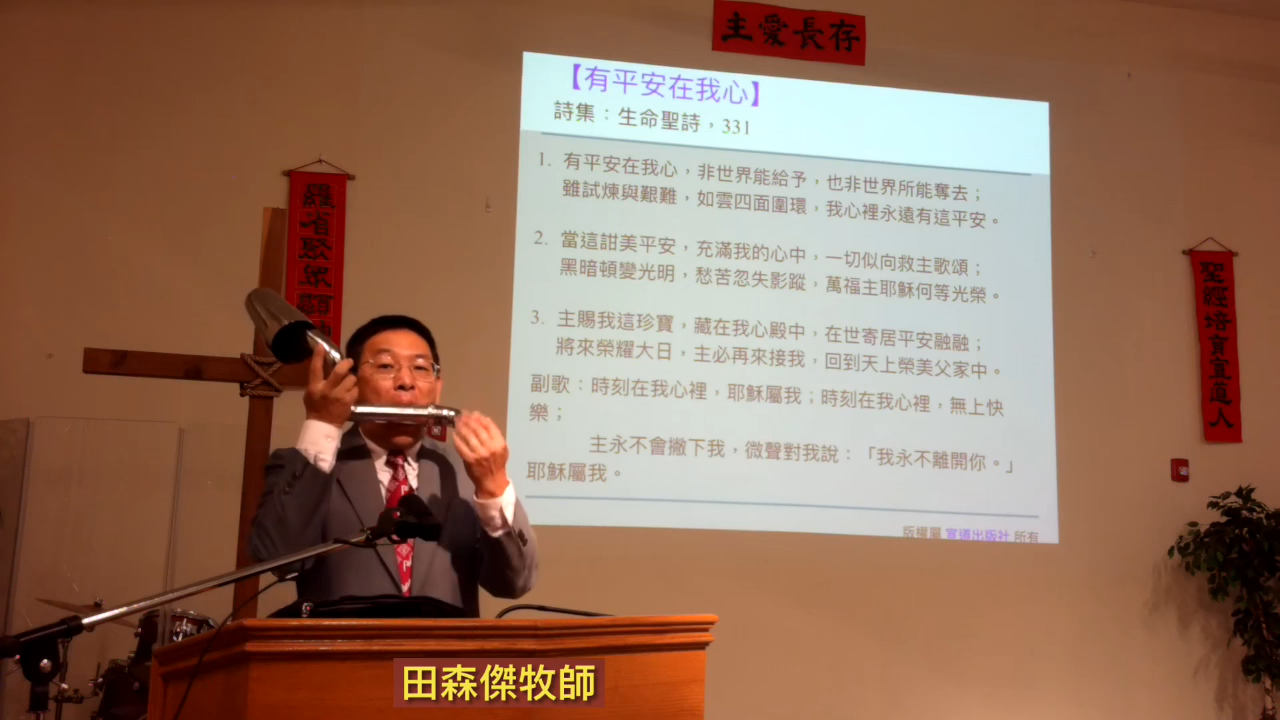 主愛長存
【有平安在我心】
詩集：生命聖詩，331
1. 有平安在我心，非世界能給予，也非世界所能奪去；
雖試煉與艱難，如雲四面圍環，我心裡永遠有這平安。
2. 當這甜美平安，充滿我的心中，一切似向救主歌頌；
黑暗頓變光明，愁苦忽失影蹤，萬福主耶穌何等光榮。
3. 主賜我這珍寶，藏在我心殿中，在世寄居平安融融；
將來榮耀大日，主必再來接我，回到天上榮美父家中。
副歌：時刻在我心裡，耶穌屬我；時刻在我心裡，無上快
樂；
主永不會撇下我，微聲對我說：「我永不離開你。」
耶穌屬我。
版權屬 宣道出版社 所有
羅省聚眾頌
聖經培育宣道人
田森傑牧師